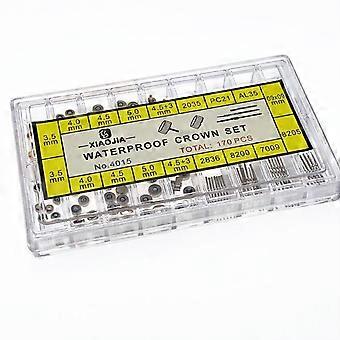 3.5 mm 4.0 mm 4.5 mm 5.0 mm 4.5+3 mm 2035 PC21 AL35
—XIAOJIA—
WATERPROOF CROWN SET
No.4015 TOTAL: 170 PCS
8205
3.5 mm 4.0 mm 4.5 mm 5.0 mm 4.5+3 mm 2836 8200 7009